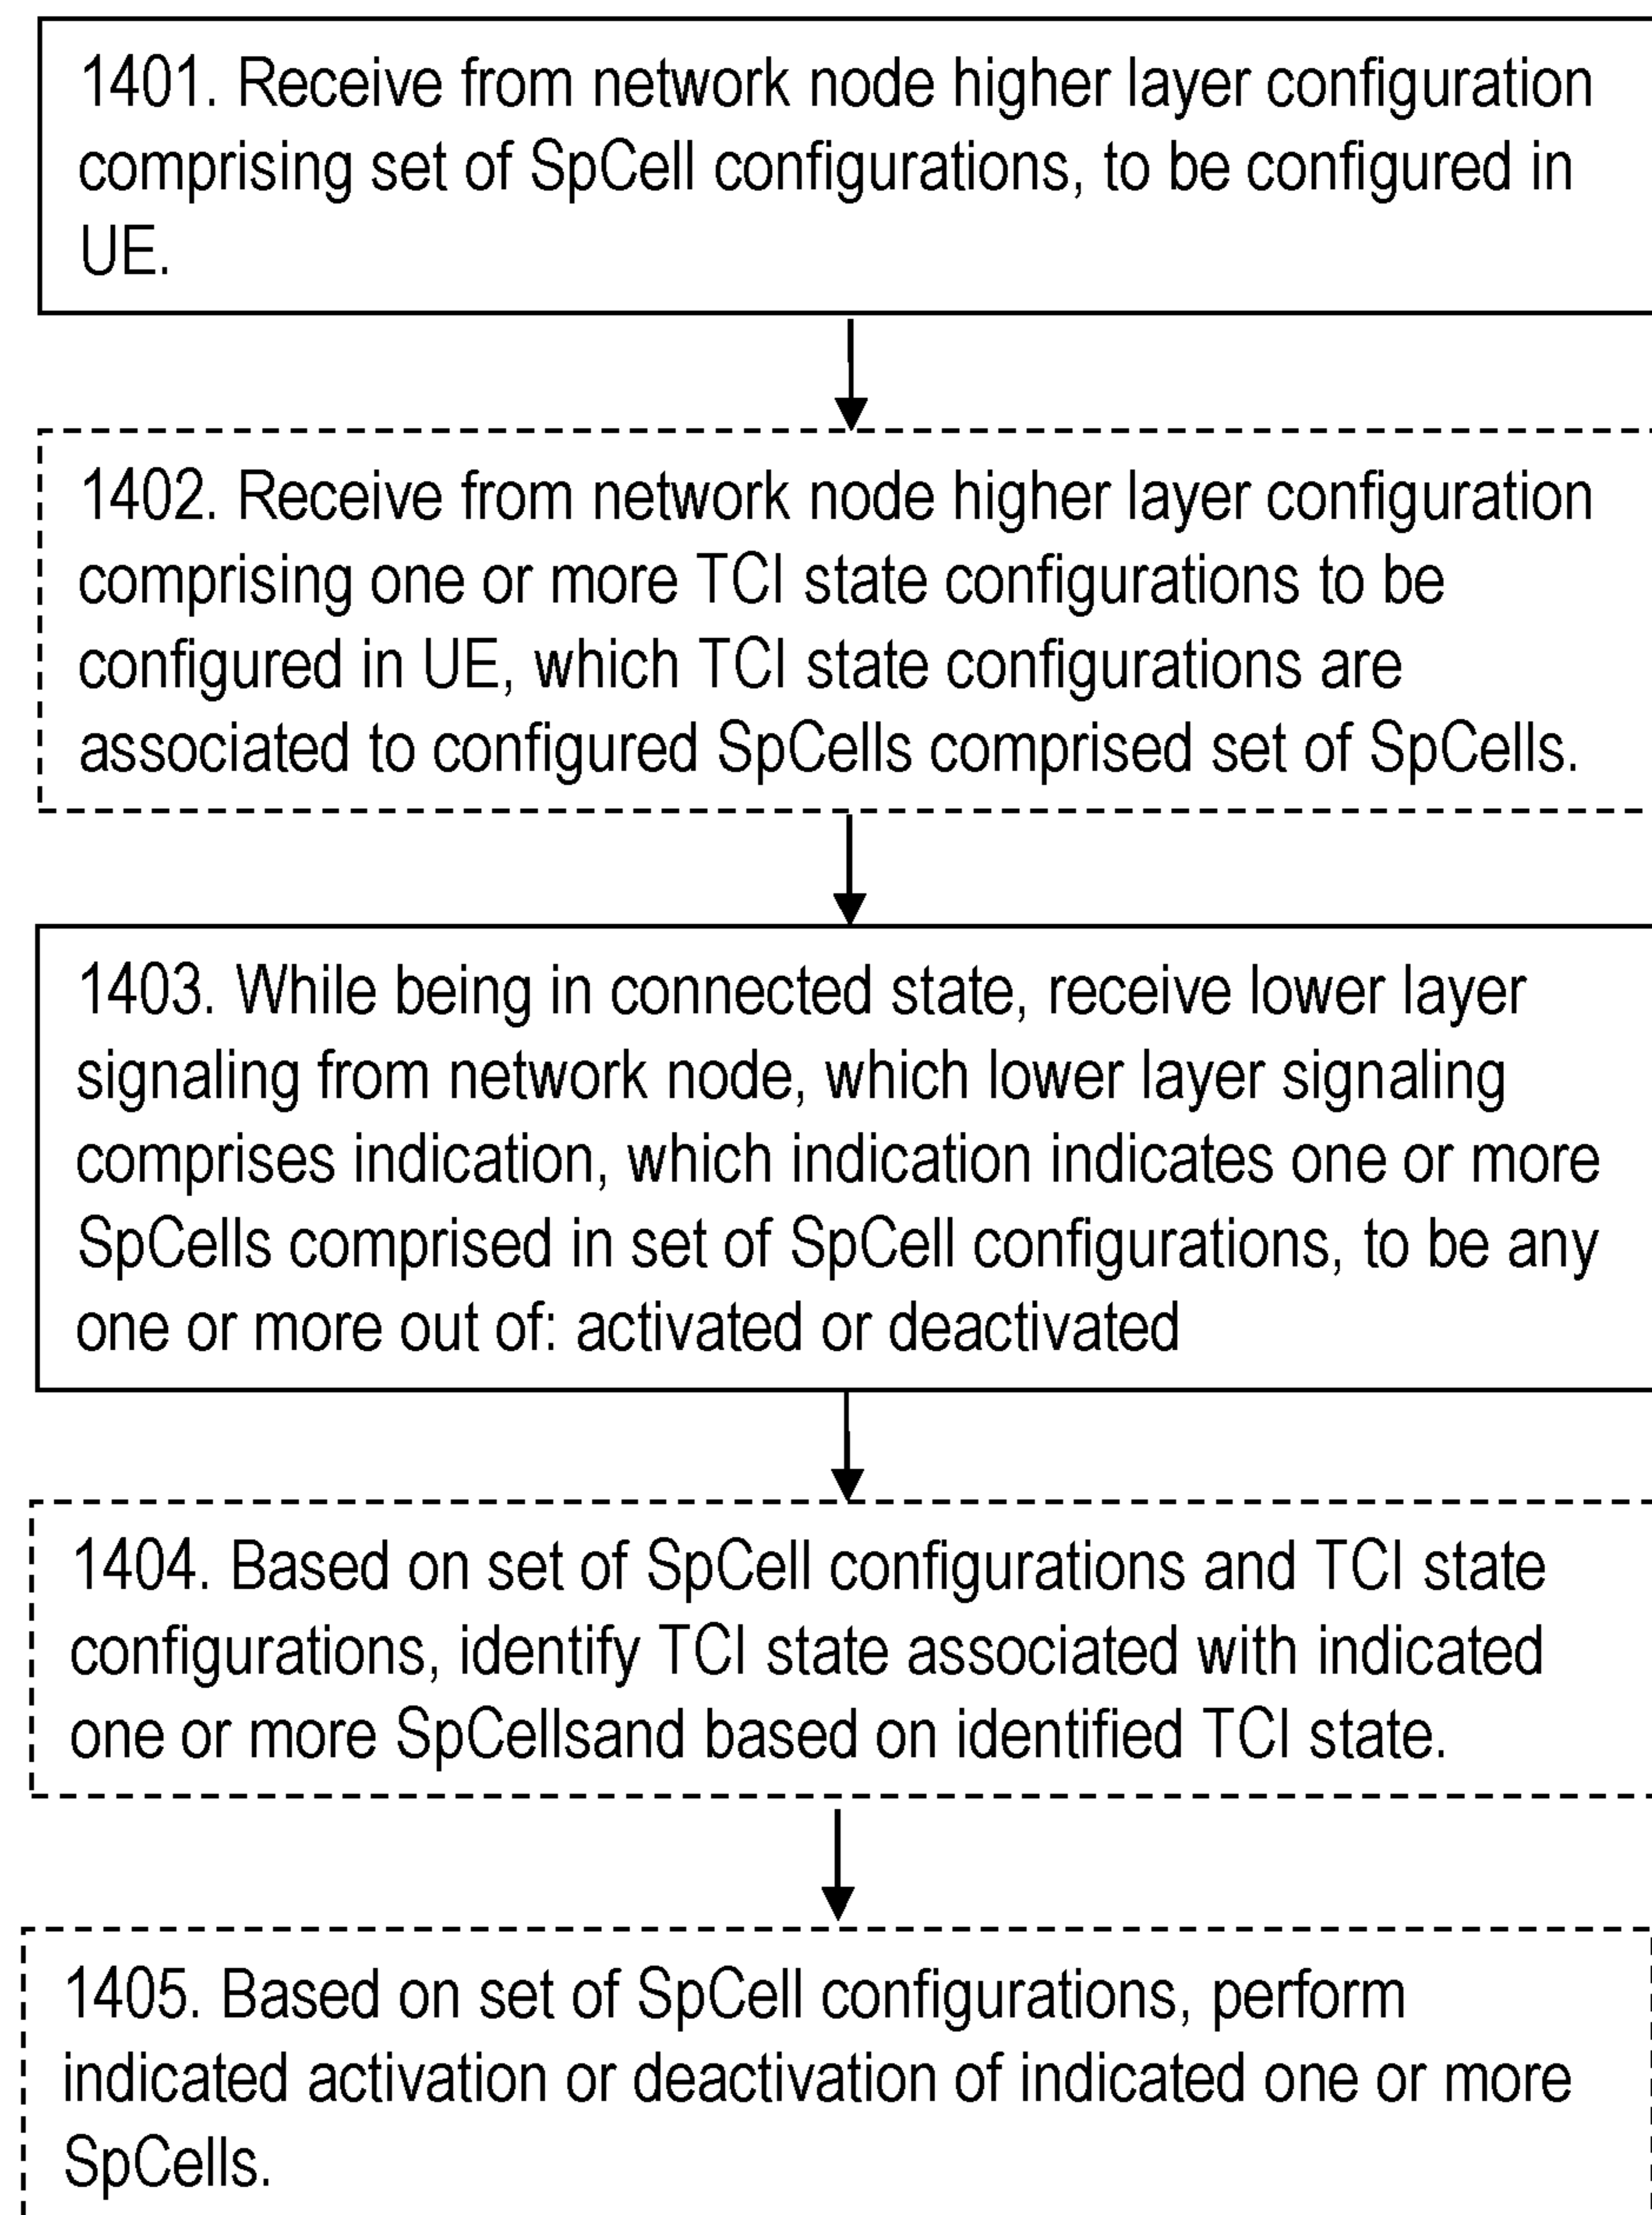 1401. Receive from network node higher layer configuration
comprising set of SpCell configurations, to be configured in
UE.
1402. Receive from network node higher layer configuration
comprising one or more TCI state configurations to be
configured in UE, which TCI state configurations are
associated to configured SpCells comprised set of SpCells.
1403. While being in connected state, receive lower layer
signaling from network node, which lower layer signaling
comprises indication, which indication indicates one or more
SpCells comprised in set of SpCell configurations, to be any
one or more out of: activated or deactivated
1404. Based on set of SpCell configurations and TCI state
configurations, identify TCI state associated with indicated
one or more SpCellsand based on identified TCI state.
1405. Based on set of SpCell configurations, perform
indicated activation or deactivation of indicated one or more
SpCells.